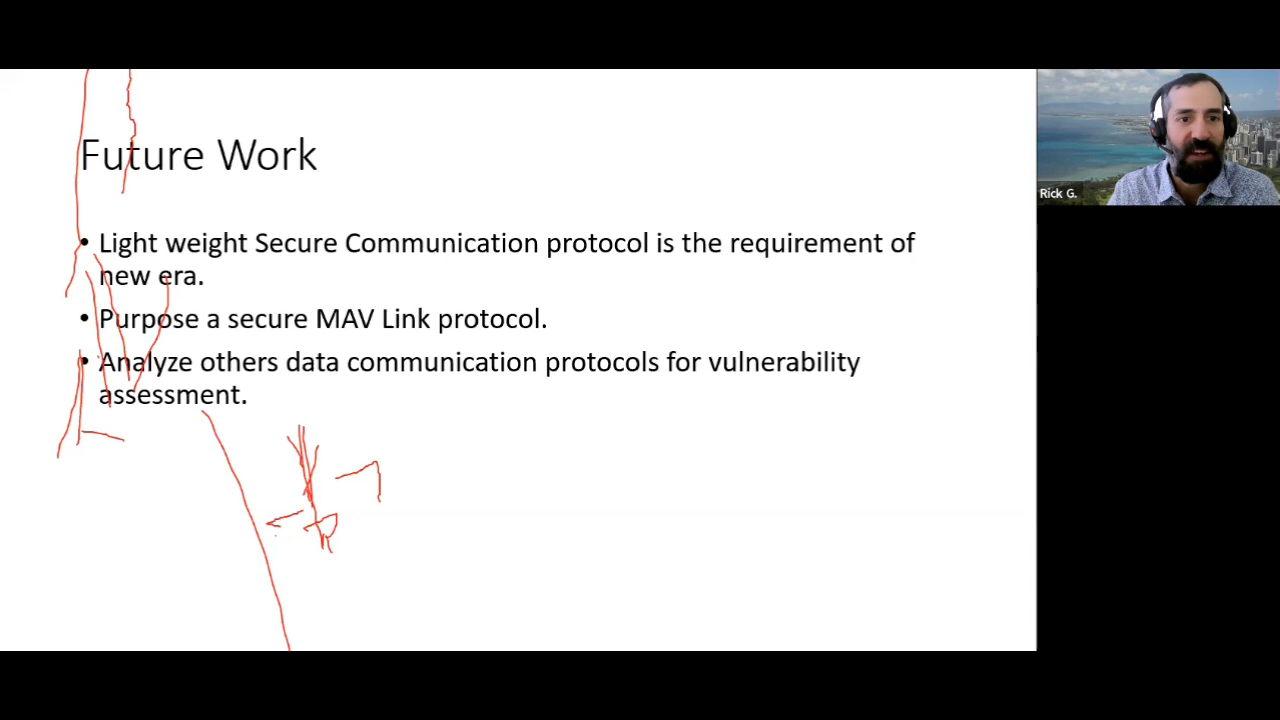 Future Work
• Light weight Secure Communication protocol is the requirement of
new era.
• Purpose a secure MAV Link protocol.
• Analyze others data communication protocols for vulnerability
assessment.
Rick G.